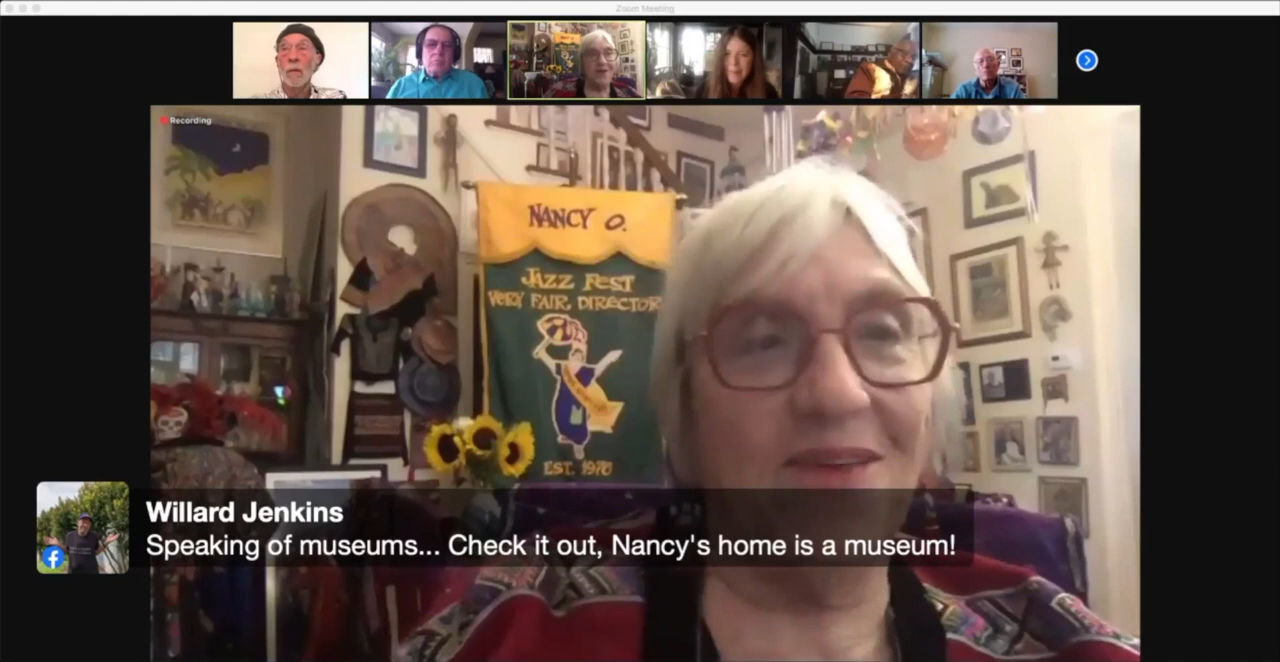 Zoom Meeting
Recording
NANCY O.
JAZZ FEST
VERY FAIR, DIRECTOR
EST. 1970
Willard Jenkins
Speaking of museums... Check it out, Nancy's home is a museum!